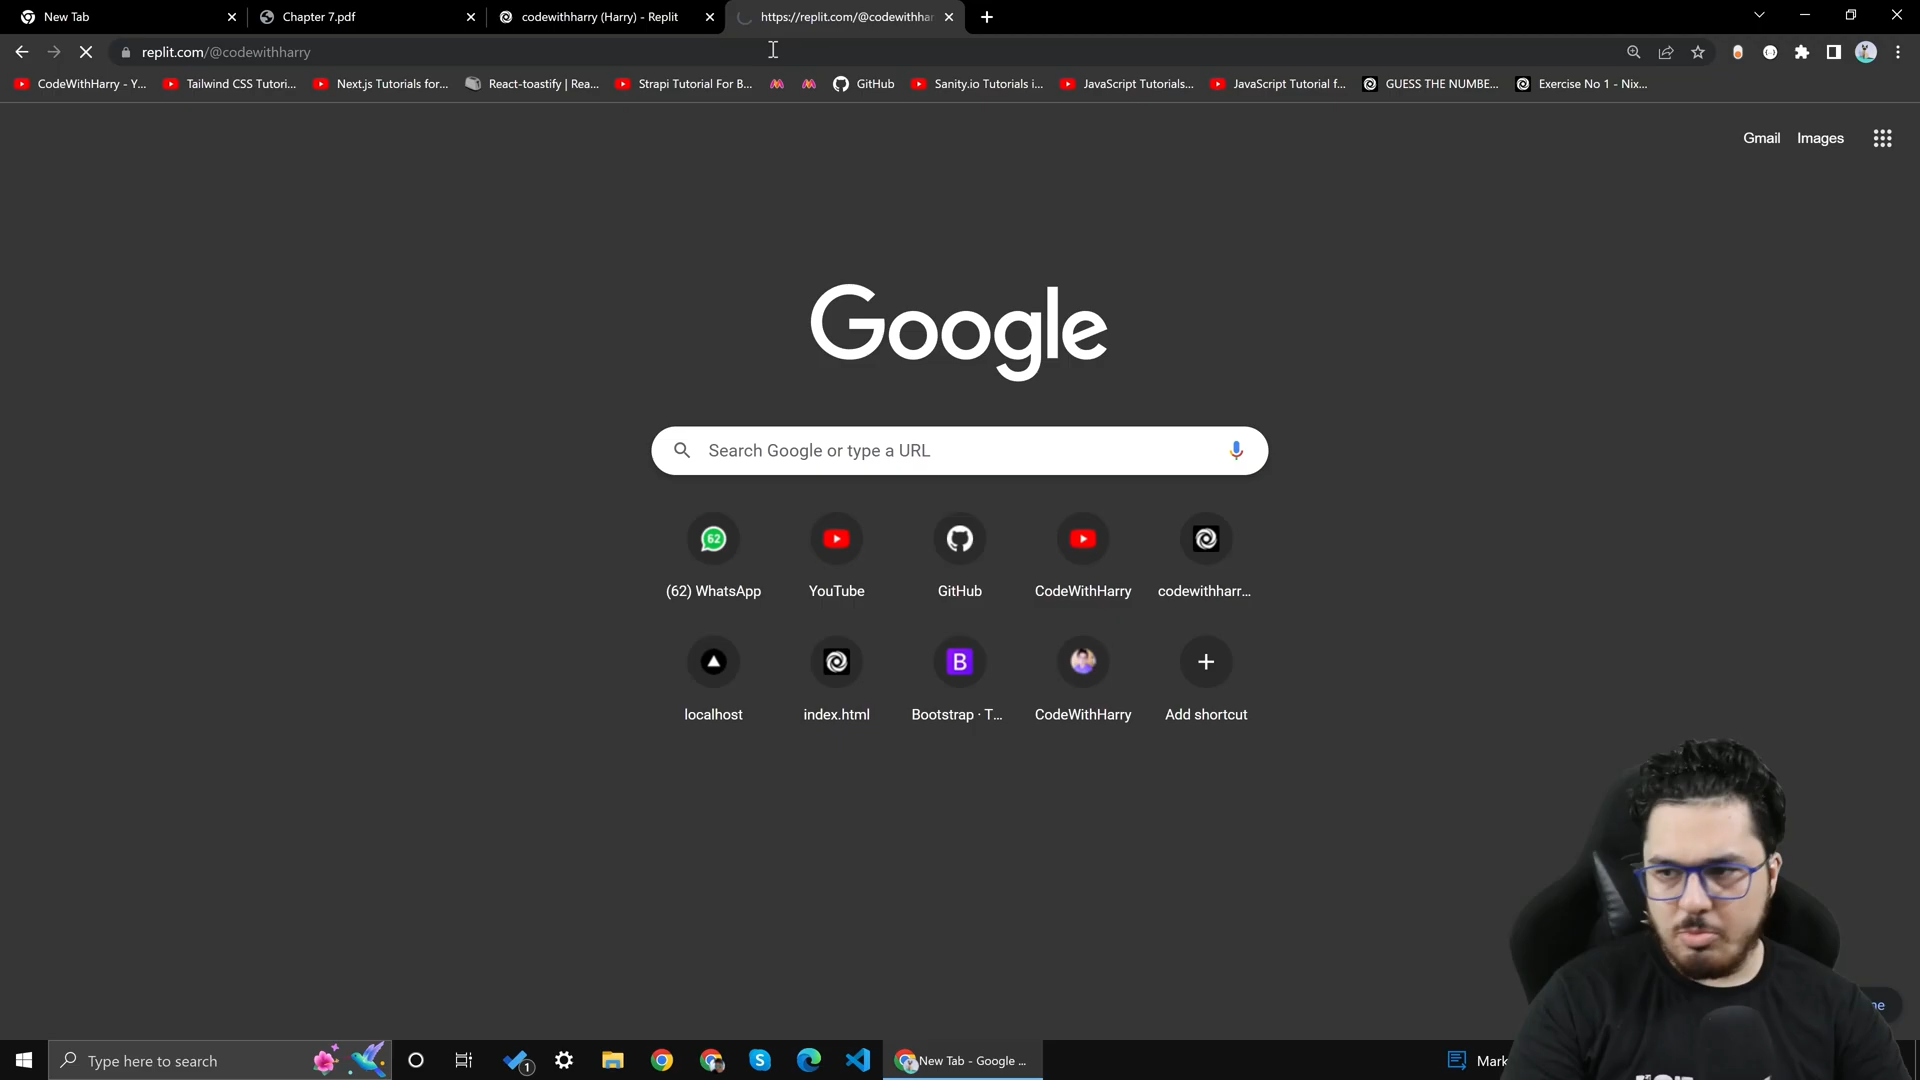 New Tab
Chapter 7.pdf
codewithharry (Harry) - Replit
https://replit.com/@codewithhar
replit.com/@codewithharry
CodeWithHarry - Y...
Tailwind CSS Tutori...
Next.js Tutorials for...
React-toastify | Rea...
Strapi Tutorial For B...
GitHub
Sanity.io Tutorials i...
JavaScript Tutorials...
JavaScript Tutorial f...
GUESS THE NUMBE...
Exercise No 1 - Nix...
Gmail
Images
Google
Search Google or type a URL
62
(62) WhatsApp
YouTube
GitHub
CodeWithHarry
codewithharr...
B
localhost
index.html
Bootstrap · T...
CodeWithHarry
Add shortcut
Type here to search
1
New Tab - Google ...